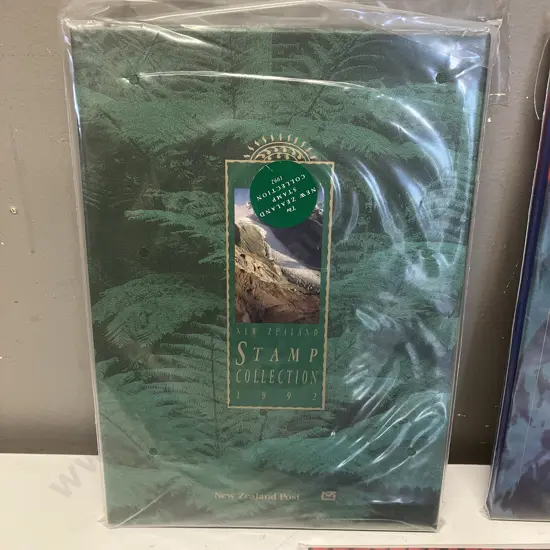 The
NEW ZEALAND
STAMP
COLLECTION
1992
NEW ZEALAND
STAMP
COLLECTION
1992
New Zealand Post